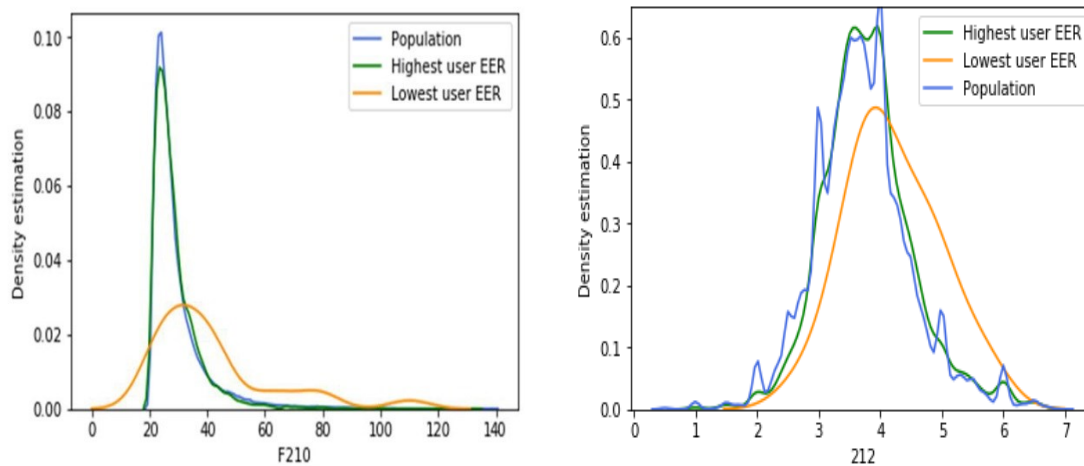 Population
Highest user EER
Lowest user EER
Density estimation
0.10
0.08
0.06
0.04
0.02
0.00
0 20 40 60 80 100 120 140
F210
Highest user EER
Lowest user EER
Population
Density estimation
0.6
0.5
0.4
0.3
0.2
0.1
0.0
0 1 2 3 4 5 6 7
212